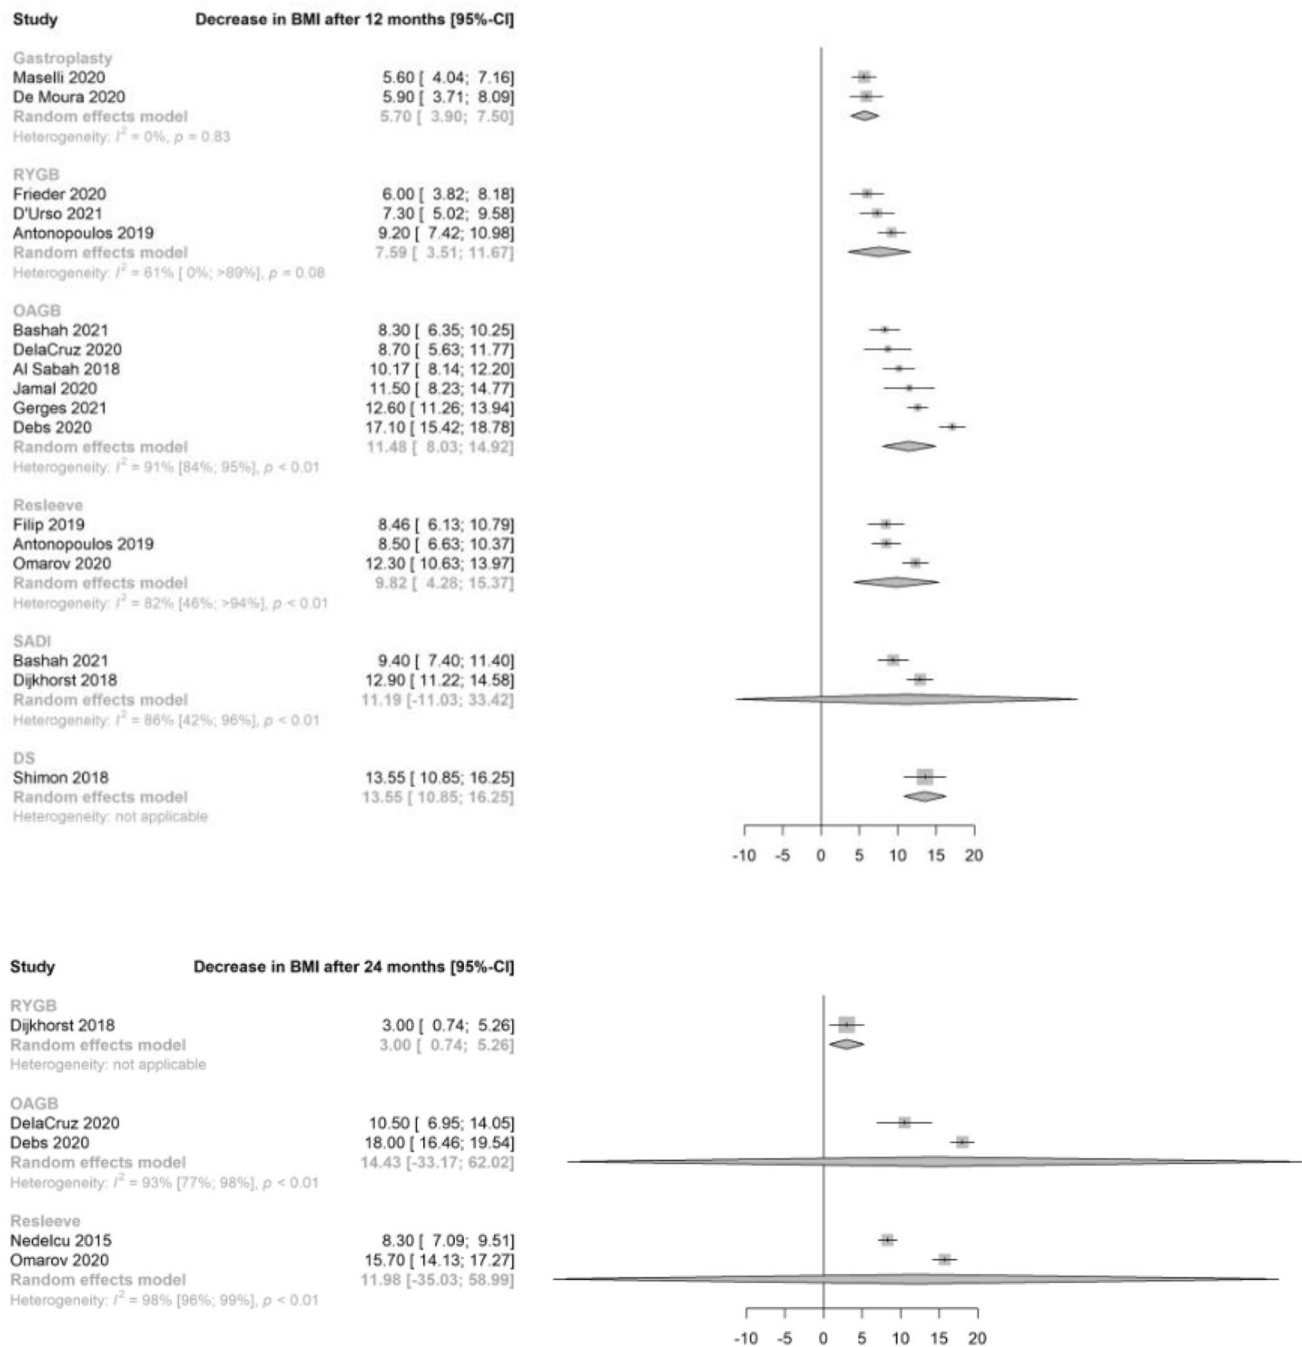 Study Decrease in BMI after 12 months [95%-CI]
Gastroplasty
Maselli 2020 5.60 [ 4.04; 7.16]
De Moura 2020 5.90 [ 3.71; 8.09]
Random effects model 5.70 [ 3.90; 7.50]
Heterogeneity: I² = 0%, p = 0.83
RYGB
Frieder 2020 6.00 [ 3.82; 8.18]
D'Urso 2021 7.30 [ 5.02; 9.58]
Antonopoulos 2019 9.20 [ 7.42; 10.98]
Random effects model 7.59 [ 3.51; 11.67]
Heterogeneity: I² = 61% [ 0%; >89%], p = 0.08
OAGB
Bashah 2021 8.30 [ 6.35; 10.25]
DelaCruz 2020 8.70 [ 5.63; 11.77]
Al Sabah 2018 10.17 [ 8.14; 12.20]
Jamal 2020 11.50 [ 8.23; 14.77]
Gerges 2021 12.60 [ 11.26; 13.94]
Debs 2020 17.10 [ 15.42; 18.78]
Random effects model 11.48 [ 8.03; 14.92]
Heterogeneity: I² = 91% [84%; 95%], p < 0.01
Resleeve
Filip 2019 8.46 [ 6.13; 10.79]
Antonopoulos 2019 8.50 [ 6.63; 10.37]
Omarov 2020 12.30 [ 10.63; 13.97]
Random effects model 9.82 [ 4.28; 15.37]
Heterogeneity: I² = 82% [46%; >94%], p < 0.01
SADI
Bashah 2021 9.40 [ 7.40; 11.40]
Dijkhorst 2018 12.90 [ 11.22; 14.58]
Random effects model 11.19 [-11.03; 33.42]
Heterogeneity: I² = 86% [42%; 96%], p < 0.01
DS
Shimon 2018 13.55 [ 10.85; 16.25]
Random effects model 13.55 [ 10.85; 16.25]
Heterogeneity: not applicable
-10 -5 0 5 10 15 20
Study Decrease in BMI after 24 months [95%-CI]
RYGB
Dijkhorst 2018 3.00 [ 0.74; 5.26]
Random effects model 3.00 [ 0.74; 5.26]
Heterogeneity: not applicable
OAGB
DelaCruz 2020 10.50 [ 6.95; 14.05]
Debs 2020 18.00 [ 16.46; 19.54]
Random effects model 14.43 [-33.17; 62.02]
Heterogeneity: I² = 93% [77%; 98%], p < 0.01
Resleeve
Nedelcu 2015 8.30 [ 7.09; 9.51]
Omarov 2020 15.70 [ 14.13; 17.27]
Random effects model 11.98 [-35.03; 58.99]
Heterogeneity: I² = 98% [96%; 99%], p < 0.01
-10 -5 0 5 10 15 20